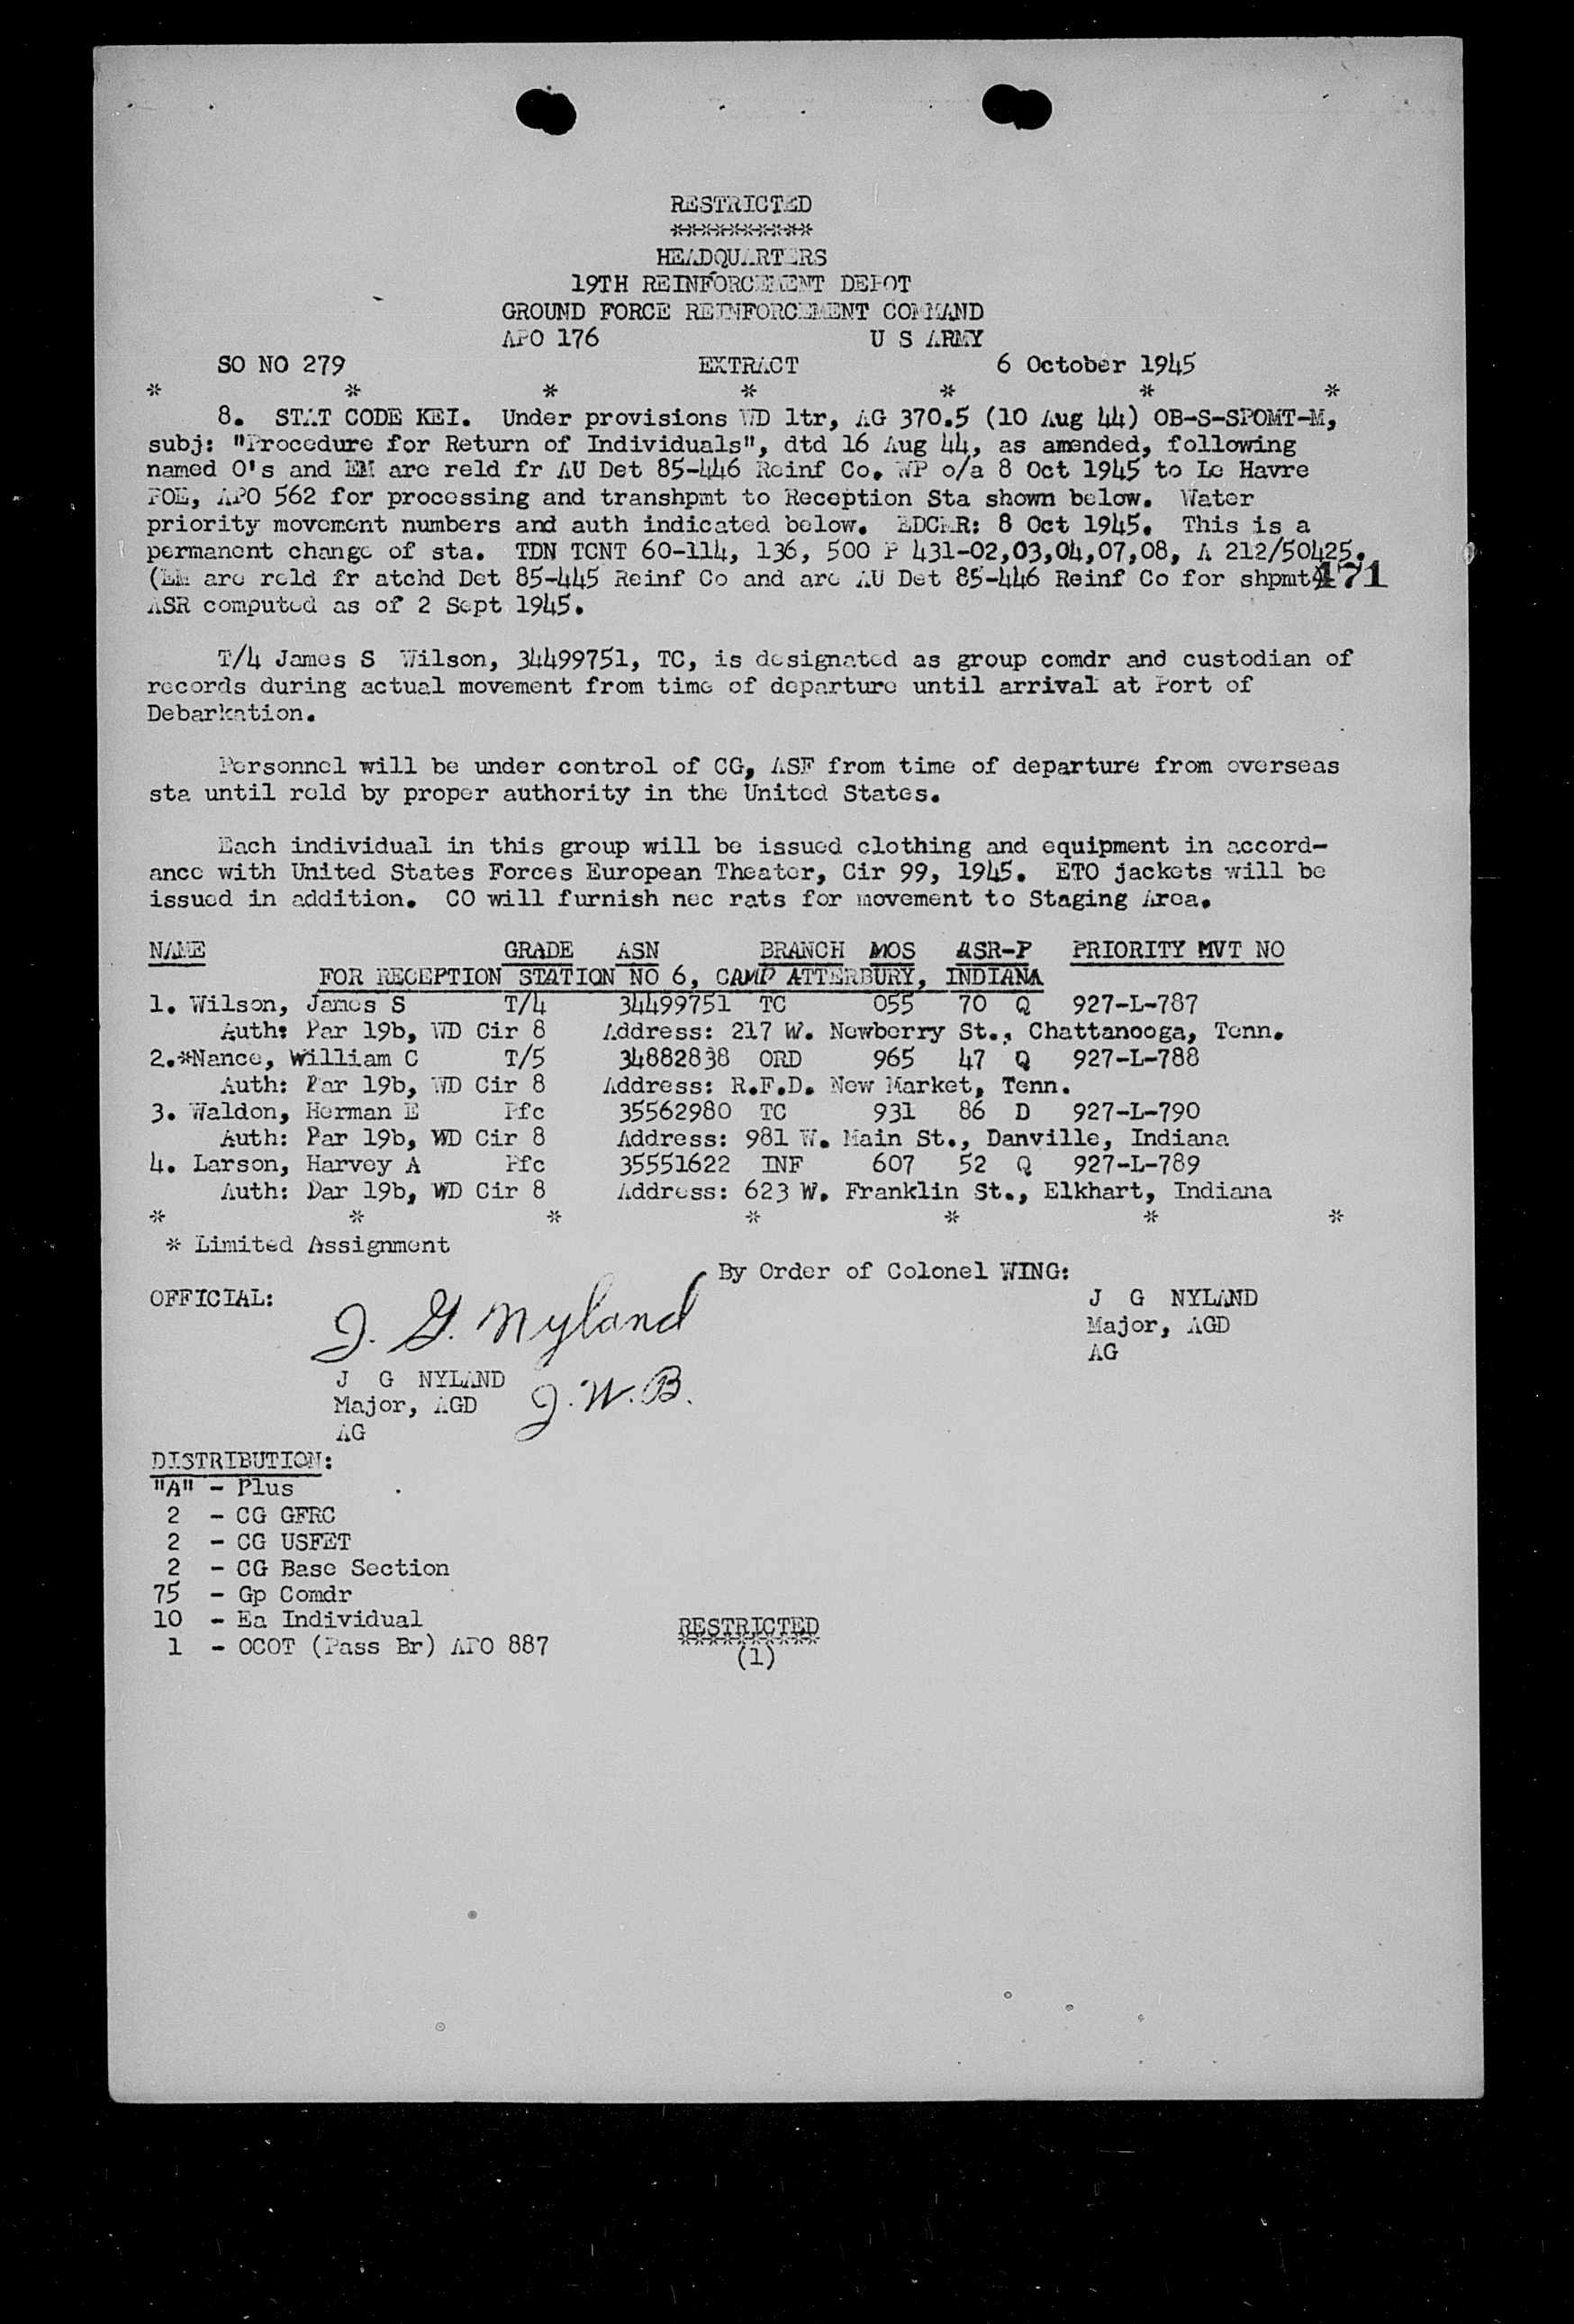 RESTRICTED
***********
HEADQUARTERS
19TH REINFORCEMENT DEPOT
GROUND FORCE REINFORCEMENT COMMAND
APO 176 U S ARMY
SO NO 279 EXTRACT 6 October 1945
* * * * * * *
8. STAT CODE KEI. Under provisions WD ltr, AG 370.5 (10 Aug 44) OB-S-SPOMT-M,
subj: "Procedure for Return of Individuals", dtd 16 Aug 44, as amended, following
named O's and EM are reld fr AU Det 85-446 Reinf Co. WP o/a 8 Oct 1945 to Le Havre
POE, APO 562 for processing and transhpmt to Reception Sta shown below. Water
priority movement numbers and auth indicated below. EDCMR: 8 Oct 1945. This is a
permanent change of sta. TDN TCNT 60-114, 136, 500 P 431-02,03,04,07,08, A 212/50425.
(EM are reld fr atchd Det 85-445 Reinf Co and are AU Det 85-446 Reinf Co for shpmt) 471
ASR computed as of 2 Sept 1945.
T/4 James S Wilson, 34499751, TC, is designated as group comdr and custodian of
records during actual movement from time of departure until arrival at Port of
Debarkation.
Personnel will be under control of CG, ASF from time of departure from overseas
sta until reld by proper authority in the United States.
Each individual in this group will be issued clothing and equipment in accord-
ance with United States Forces European Theater, Cir 99, 1945. ETO jackets will be
issued in addition. CO will furnish nec rats for movement to Staging Area.
NAME GRADE ASN BRANCH MOS ASR-P PRIORITY MVT NO
FOR RECEPTION STATION NO 6, CAMP ATTERBURY, INDIANA
1. Wilson, James S T/4 34499751 TC 055 70 Q 927-L-787
Auth: Par 19b, WD Cir 8 Address: 217 W. Newberry St., Chattanooga, Tenn.
2.*Nance, William C T/5 34882838 ORD 965 47 Q 927-L-788
Auth: Par 19b, WD Cir 8 Address: R.F.D. New Market, Tenn.
3. Waldon, Herman E Pfc 35562980 TC 931 86 D 927-L-790
Auth: Par 19b, WD Cir 8 Address: 981 W. Main St., Danville, Indiana
4. Larson, Harvey A Pfc 35551622 INF 607 52 Q 927-L-789
Auth: Par 19b, WD Cir 8 Address: 623 W. Franklin St., Elkhart, Indiana
* * * * * * *
* Limited Assignment
By Order of Colonel WING:
OFFICIAL: J G NYLAND
J. G. Nyland Major, AGD
AG
J G NYLAND
Major, AGD J.W.B.
AG
DISTRIBUTION:
"A" - Plus
2 - CG GFRC
2 - CG USFET
2 - CG Base Section
75 - Gp Comdr
10 - Ea Individual
1 - OCOT (Pass Br) APO 887
RESTRICTED
**********
(1)